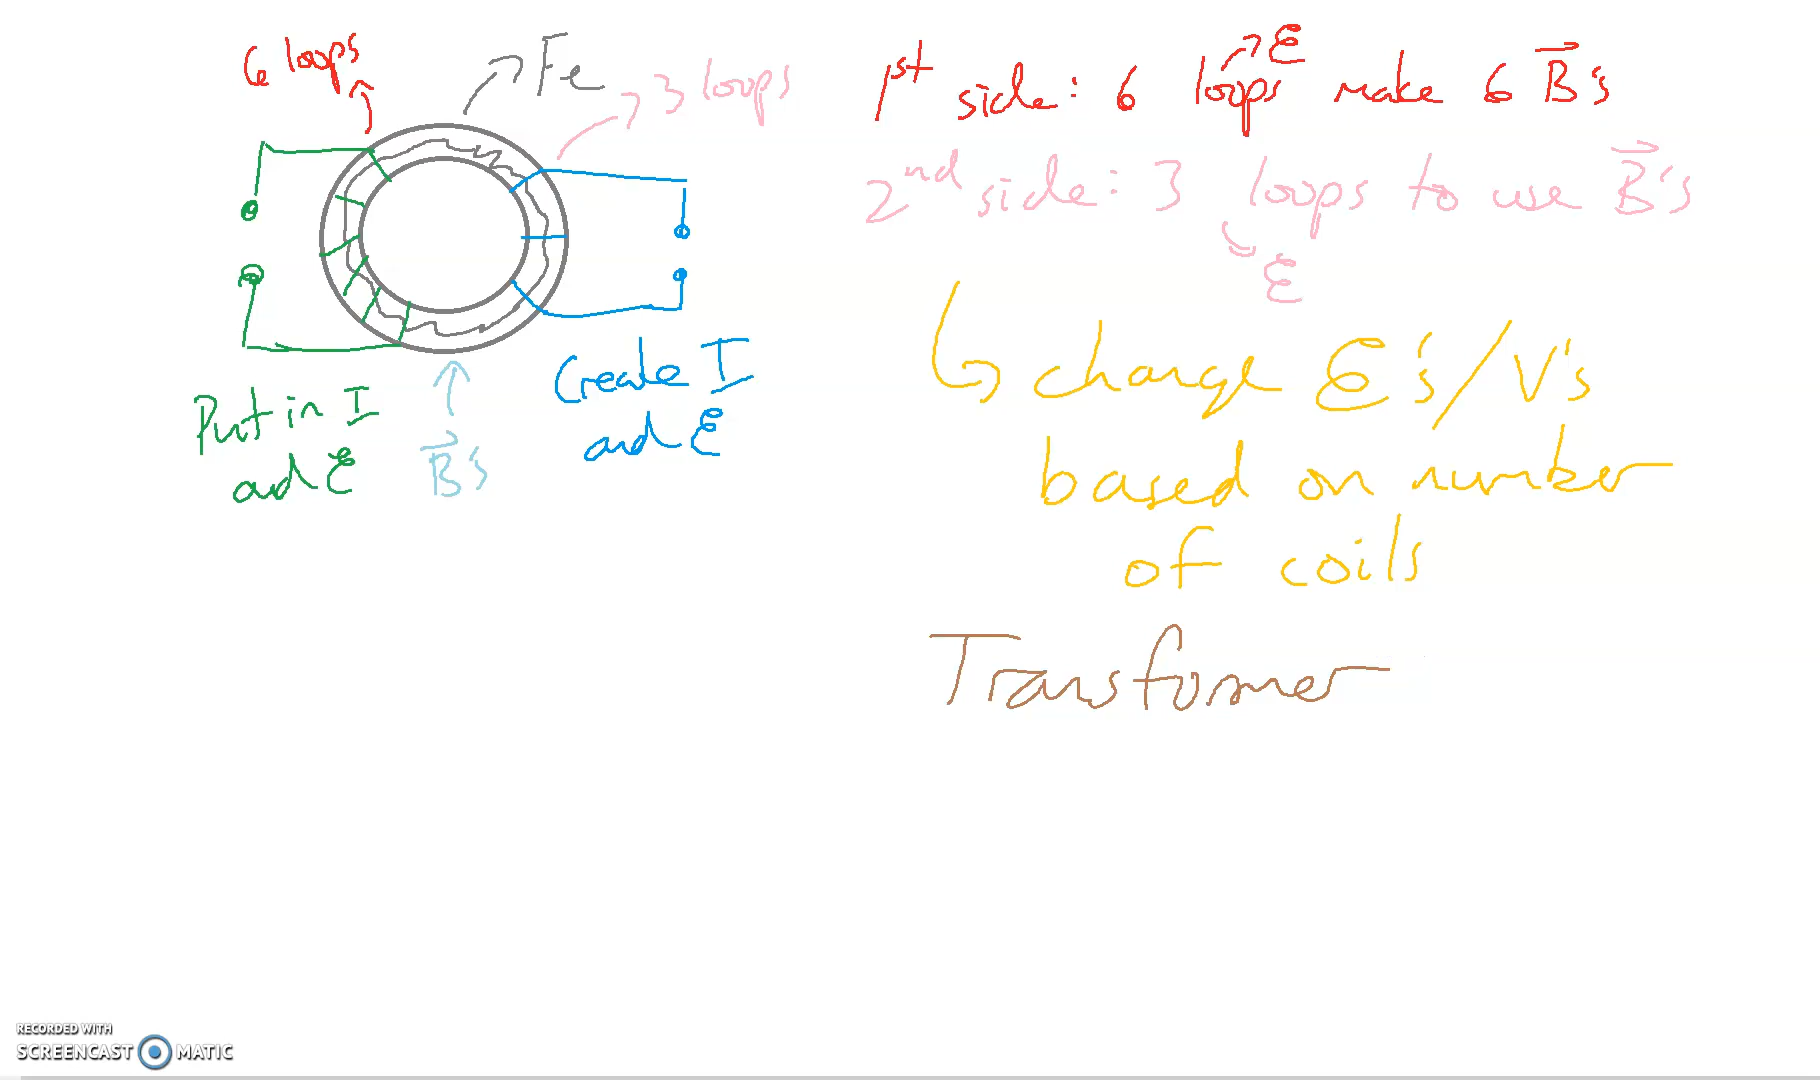 6 loops
Fe
3 loops
Put in I
and ℰ
B⃗'s
Create I
and ℰ
1st side: 6 loops → ℰ make 6 B⃗'s
2nd side: 3 loops to use B⃗'s
ℰ
↳ change ℰ's/V's
based on number
of coils
Transformer
RECORDED WITH
SCREENCAST MATIC